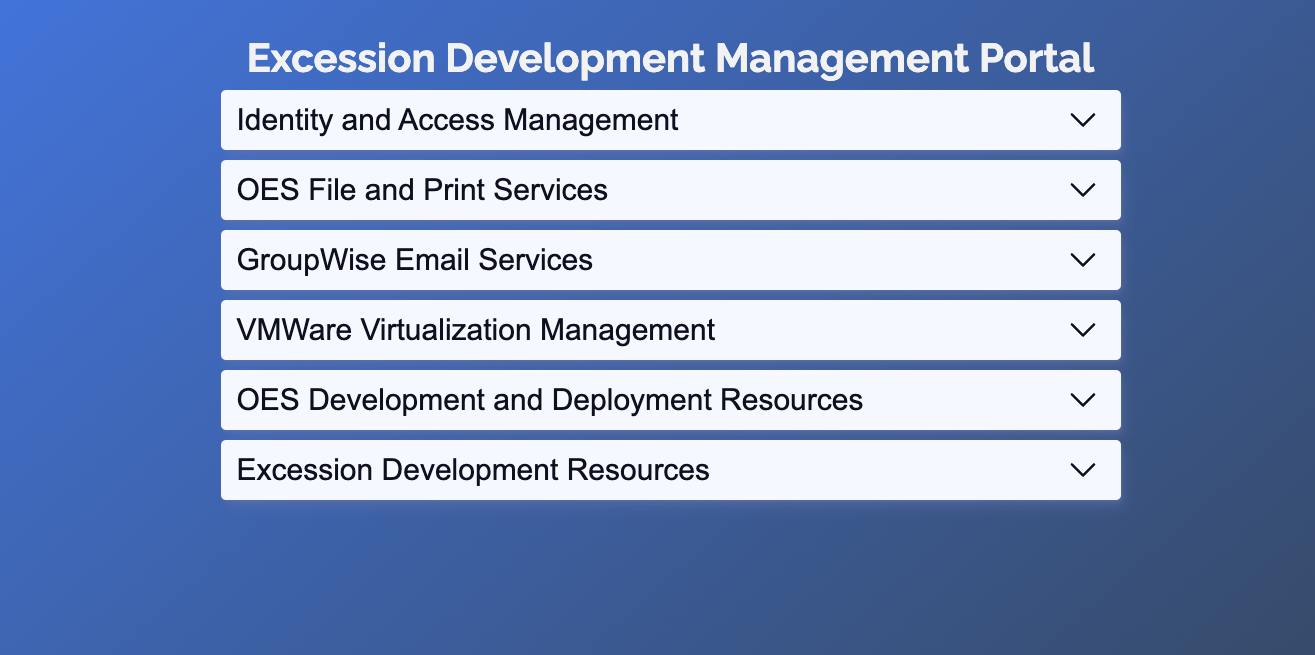 Excession Development Management Portal
Identity and Access Management
OES File and Print Services
GroupWise Email Services
VMWare Virtualization Management
OES Development and Deployment Resources
Excession Development Resources